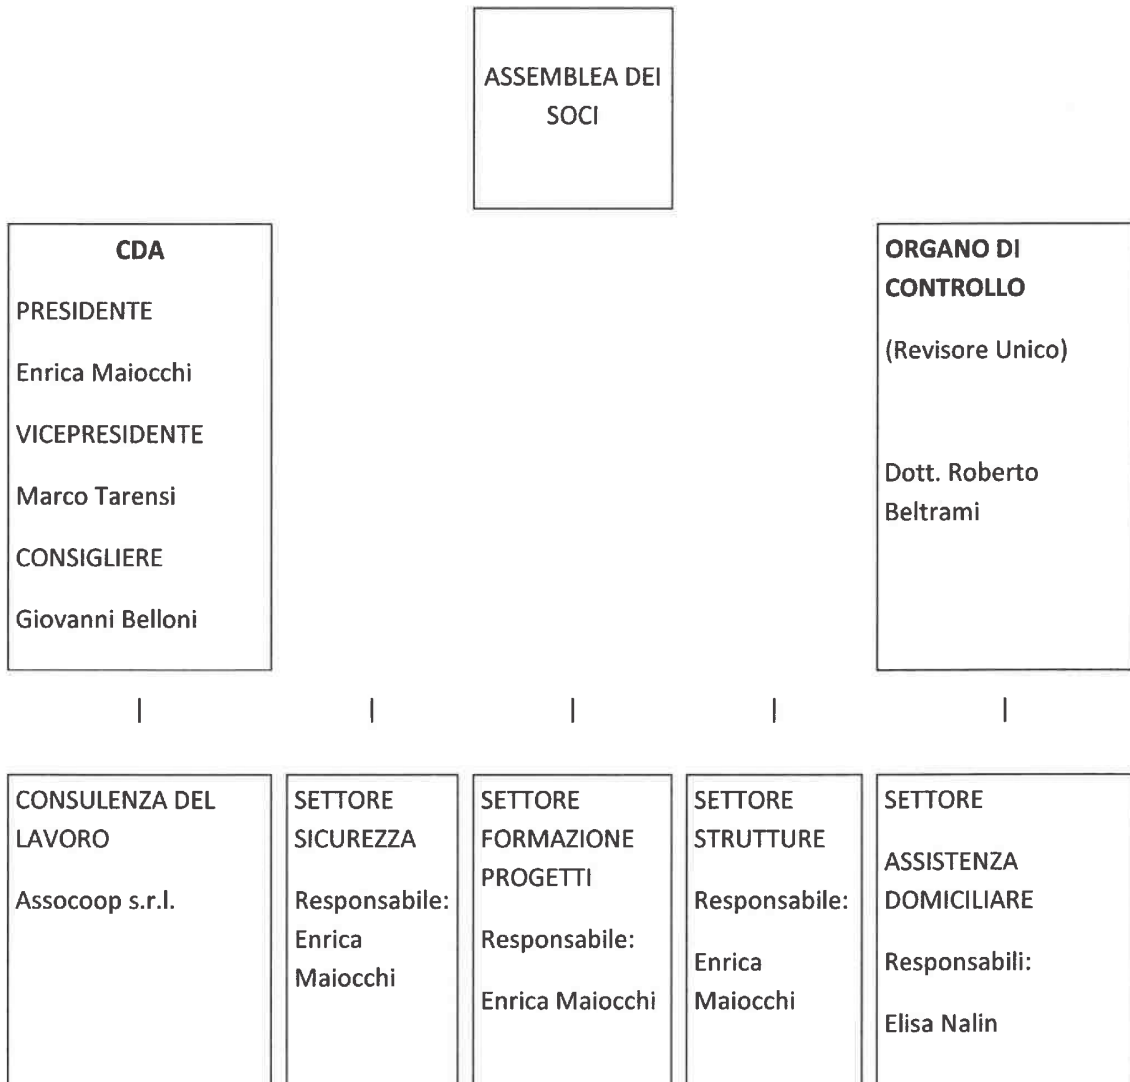 ASSEMBLEA DEI
SOCI
CDA
PRESIDENTE
Enrica Maiocchi
VICEPRESIDENTE
Marco Tarensi
CONSIGLIERE
Giovanni Belloni
ORGANO DI
CONTROLLO
(Revisore Unico)
Dott. Roberto
Beltrami
CONSULENZA DEL
LAVORO
Assocoop s.r.l.
SETTORE
SICUREZZA
Responsabile:
Enrica
Maiocchi
SETTORE
FORMAZIONE
PROGETTI
Responsabile:
Enrica Maiocchi
SETTORE
STRUTTURE
Responsabile:
Enrica
Maiocchi
SETTORE
ASSISTENZA
DOMICILIARE
Responsabili:
Elisa Nalin